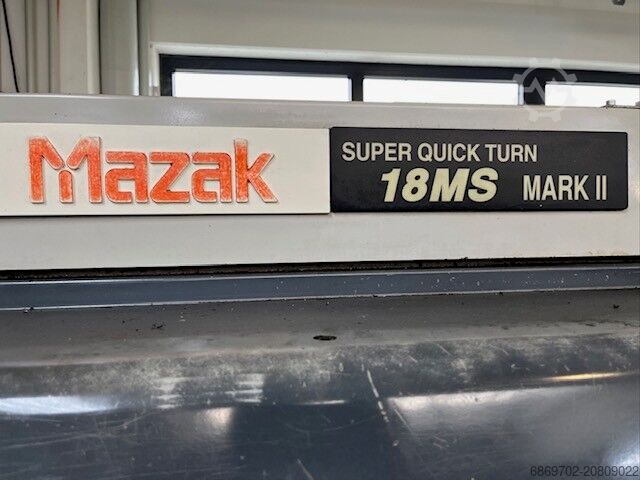 Mazak
SUPER QUICK TURN
18MS MARK II
6869702-20809022